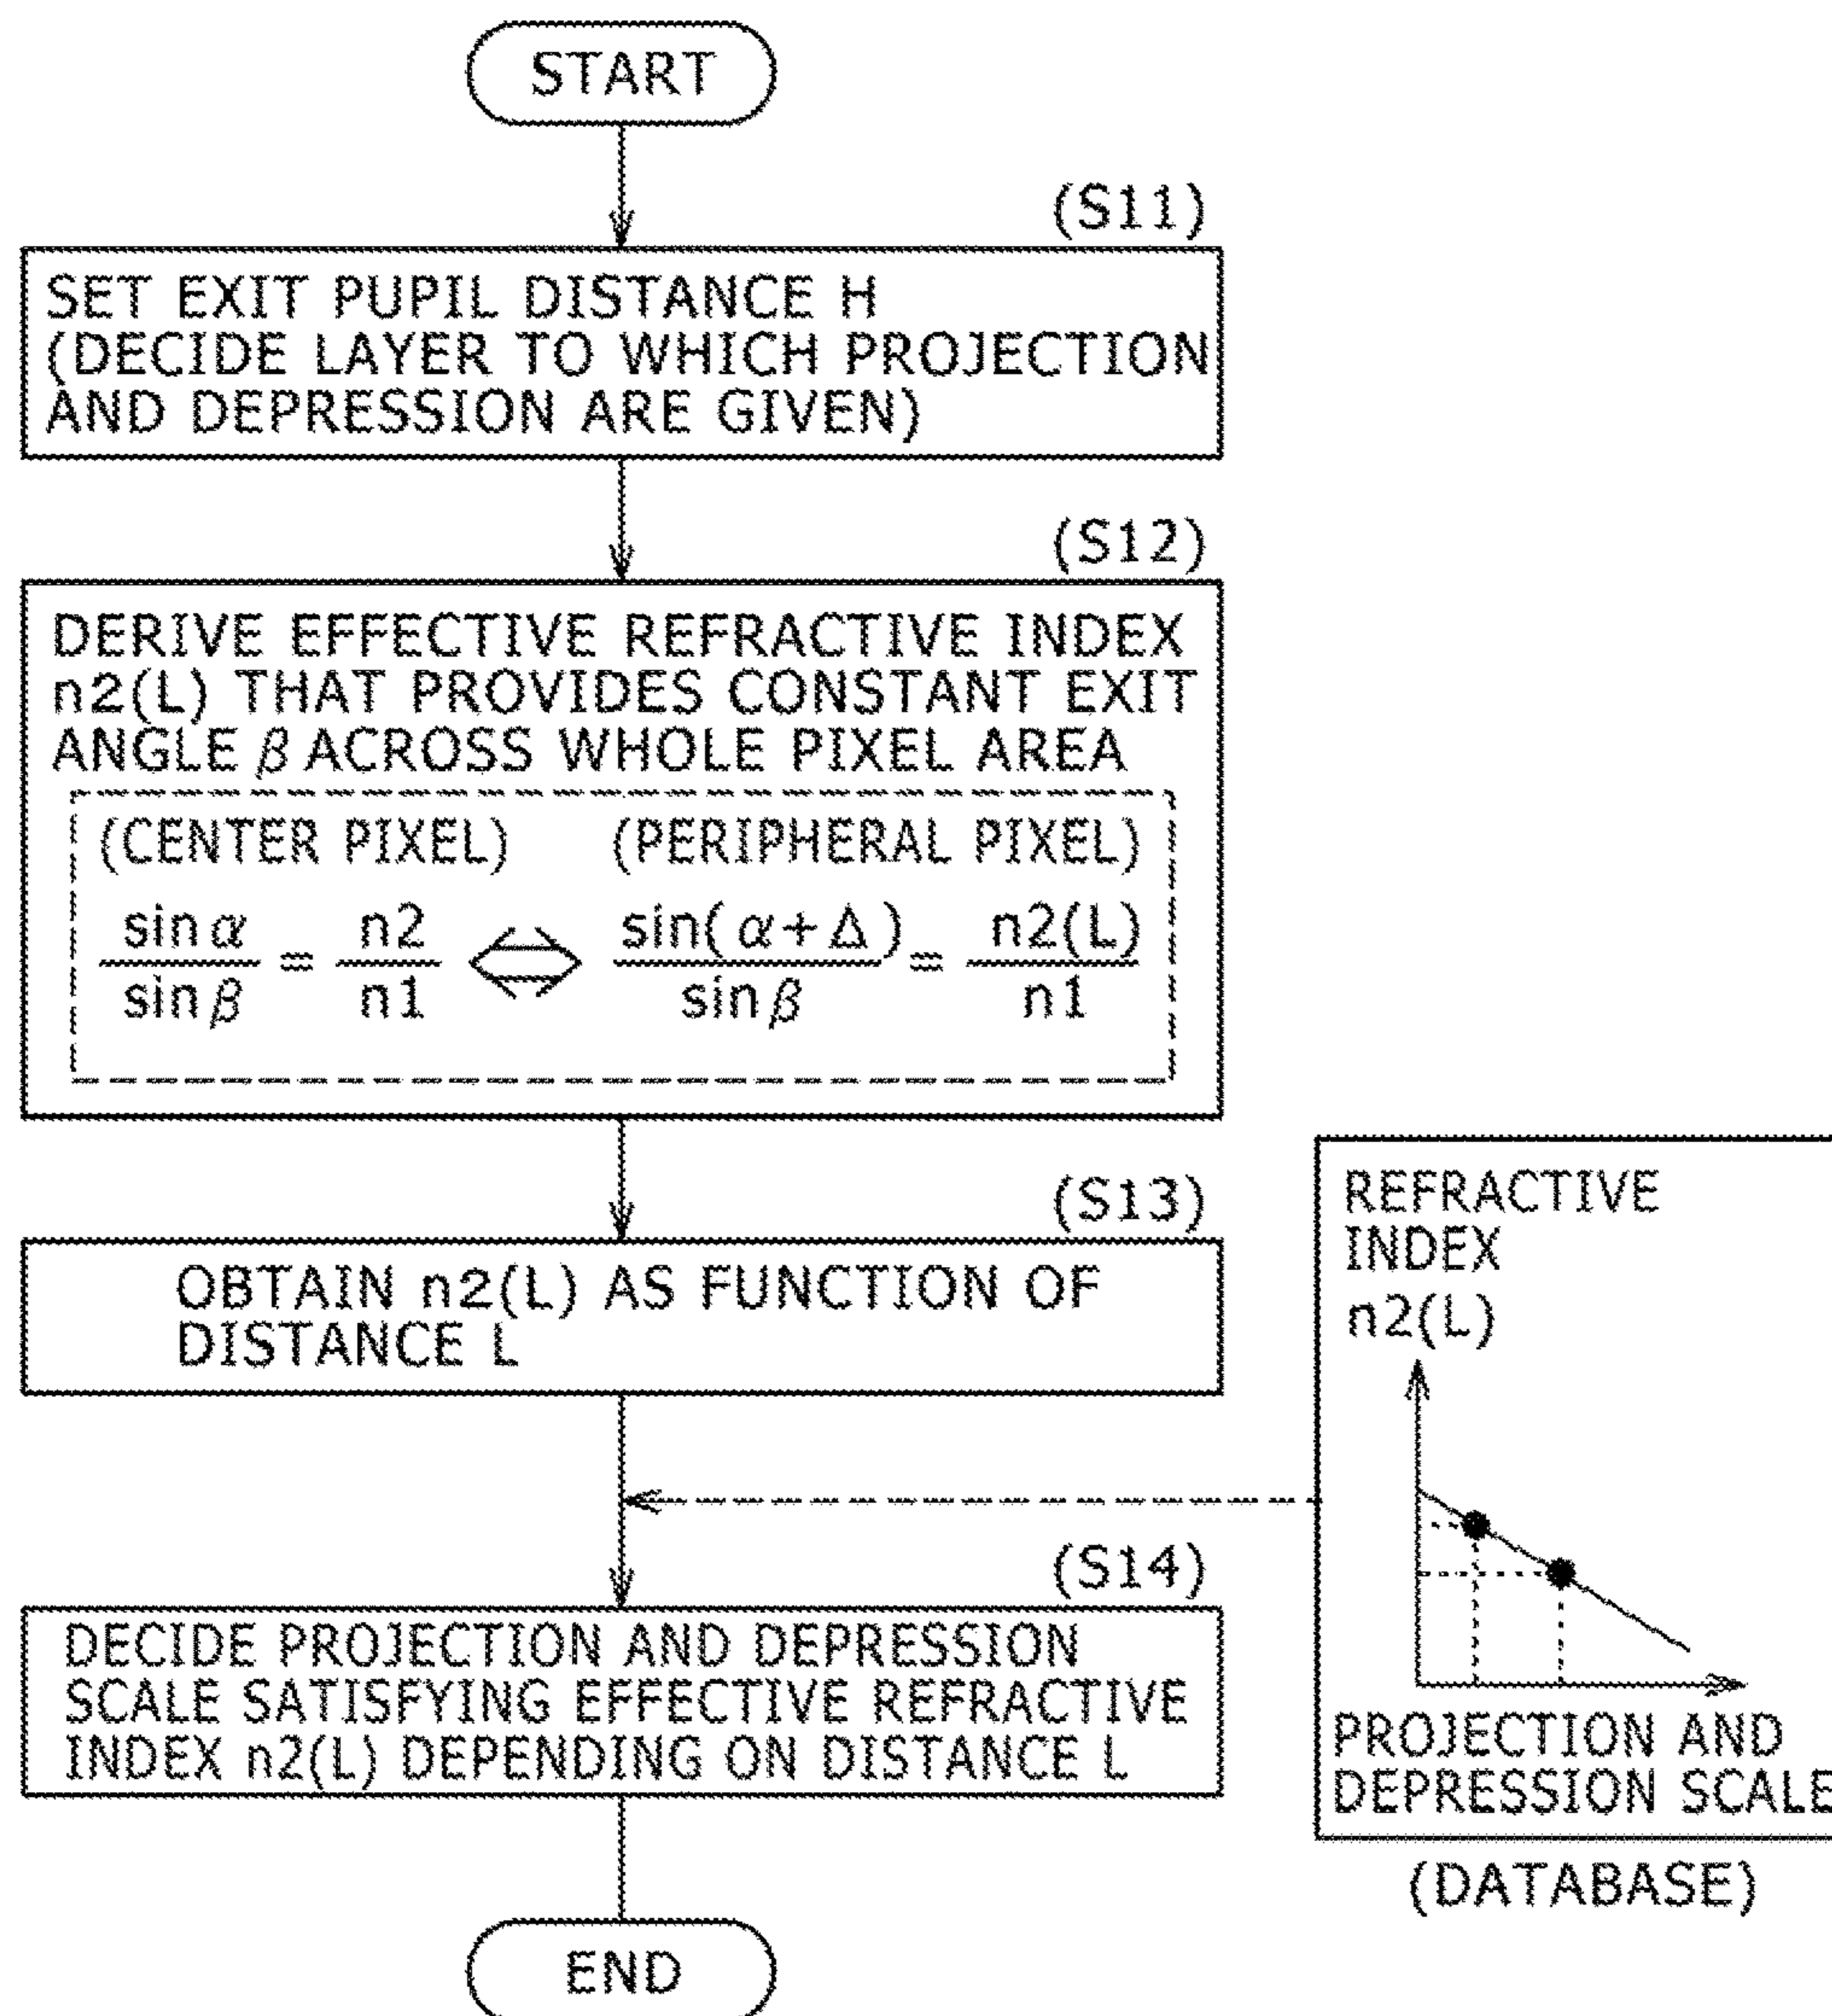 START
(S11)
SET EXIT PUPIL DISTANCE H
(DECIDE LAYER TO WHICH PROJECTION
AND DEPRESSION ARE GIVEN)
(S12)
DERIVE EFFECTIVE REFRACTIVE INDEX
n2(L) THAT PROVIDES CONSTANT EXIT
ANGLE β ACROSS WHOLE PIXEL AREA
(CENTER PIXEL) (PERIPHERAL PIXEL)
sin α / sin β = n2 / n1 ⇔ sin( α + Δ ) / sin β = n2(L) / n1
(S13)
OBTAIN n2(L) AS FUNCTION OF
DISTANCE L
REFRACTIVE
INDEX
n2(L)
PROJECTION AND
DEPRESSION SCALE
(DATABASE)
(S14)
DECIDE PROJECTION AND DEPRESSION
SCALE SATISFYING EFFECTIVE REFRACTIVE
INDEX n2(L) DEPENDING ON DISTANCE L
END